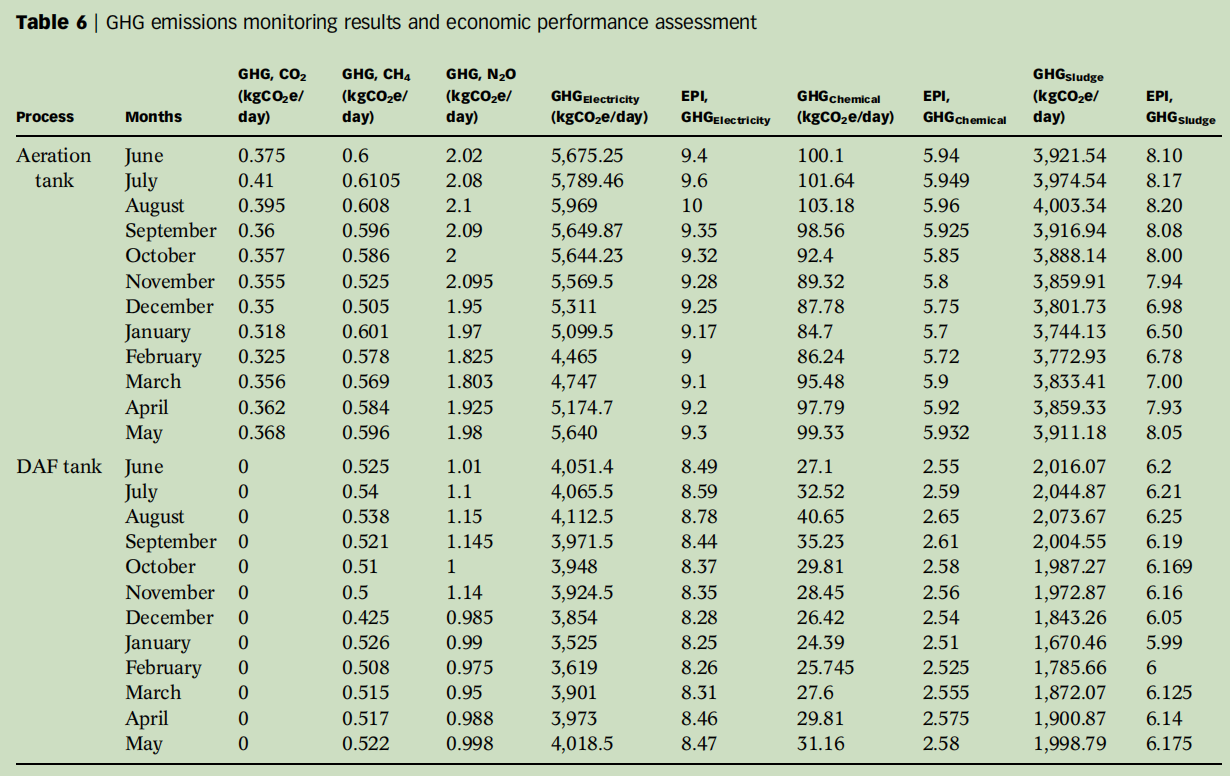 Table 6 | GHG emissions monitoring results and economic performance assessment
Process Months GHG, CO₂ (kgCO₂e/day) GHG, CH₄ (kgCO₂e/day) GHG, N₂O (kgCO₂e/day) GHG_Electricity (kgCO₂e/day) EPI, GHG_Electricity GHG_Chemical (kgCO₂e/day) EPI, GHG_Chemical GHG_Sludge (kgCO₂e/day) EPI, GHG_Sludge
Aeration tank June 0.375 0.6 2.02 5,675.25 9.4 100.1 5.94 3,921.54 8.10
July 0.41 0.6105 2.08 5,789.46 9.6 101.64 5.949 3,974.54 8.17
August 0.395 0.608 2.1 5,969 10 103.18 5.96 4,003.34 8.20
September 0.36 0.596 2.09 5,649.87 9.35 98.56 5.925 3,916.94 8.08
October 0.357 0.586 2 5,644.23 9.32 92.4 5.85 3,888.14 8.00
November 0.355 0.525 2.095 5,569.5 9.28 89.32 5.8 3,859.91 7.94
December 0.35 0.505 1.95 5,311 9.25 87.78 5.75 3,801.73 6.98
January 0.318 0.601 1.97 5,099.5 9.17 84.7 5.7 3,744.13 6.50
February 0.325 0.578 1.825 4,465 9 86.24 5.72 3,772.93 6.78
March 0.356 0.569 1.803 4,747 9.1 95.48 5.9 3,833.41 7.00
April 0.362 0.584 1.925 5,174.7 9.2 97.79 5.92 3,859.33 7.93
May 0.368 0.596 1.98 5,640 9.3 99.33 5.932 3,911.18 8.05
DAF tank June 0 0.525 1.01 4,051.4 8.49 27.1 2.55 2,016.07 6.2
July 0 0.54 1.1 4,065.5 8.59 32.52 2.59 2,044.87 6.21
August 0 0.538 1.15 4,112.5 8.78 40.65 2.65 2,073.67 6.25
September 0 0.521 1.145 3,971.5 8.44 35.23 2.61 2,004.55 6.19
October 0 0.51 1 3,948 8.37 29.81 2.58 1,987.27 6.169
November 0 0.5 1.14 3,924.5 8.35 28.45 2.56 1,972.87 6.16
December 0 0.425 0.985 3,854 8.28 26.42 2.54 1,843.26 6.05
January 0 0.526 0.99 3,525 8.25 24.39 2.51 1,670.46 5.99
February 0 0.508 0.975 3,619 8.26 25.745 2.525 1,785.66 6
March 0 0.515 0.95 3,901 8.31 27.6 2.555 1,872.07 6.125
April 0 0.517 0.988 3,973 8.46 29.81 2.575 1,900.87 6.14
May 0 0.522 0.998 4,018.5 8.47 31.16 2.58 1,998.79 6.175